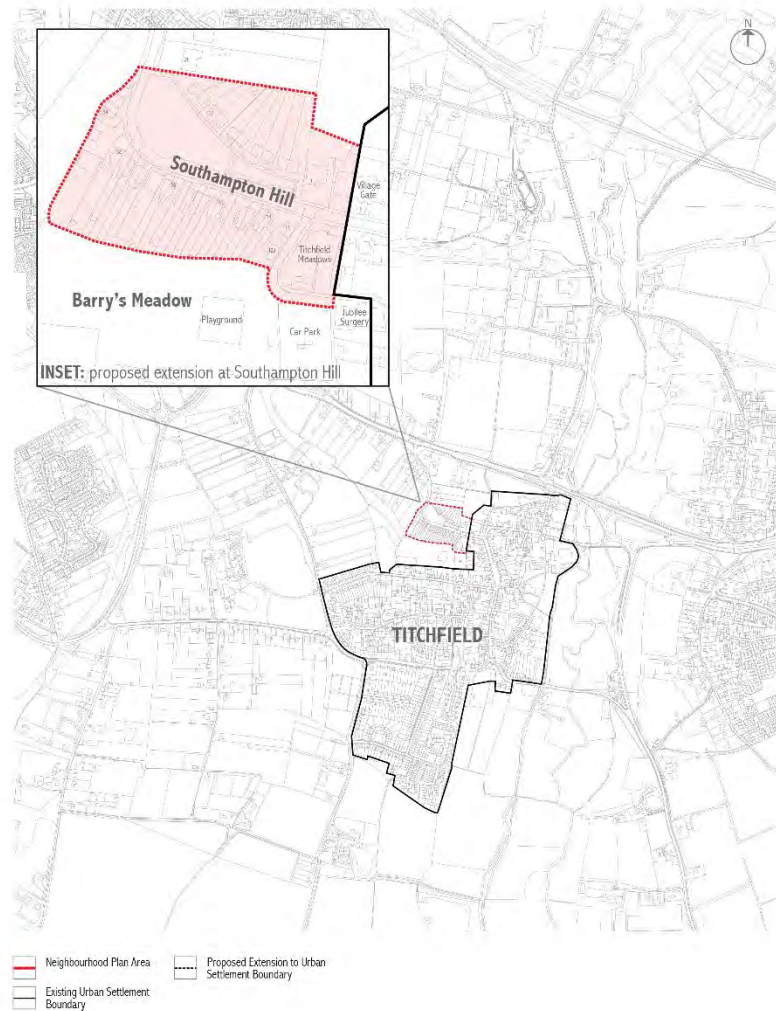 N
Southampton Hill
Village
Gate
Titchfield
Meadows
Barry's Meadow
Playground
Car Park
Jubilee
Surgery
INSET: proposed extension at Southampton Hill
TITCHFIELD
Neighbourhood Plan Area
Proposed Extension to Urban
Settlement Boundary
Existing Urban Settlement
Boundary